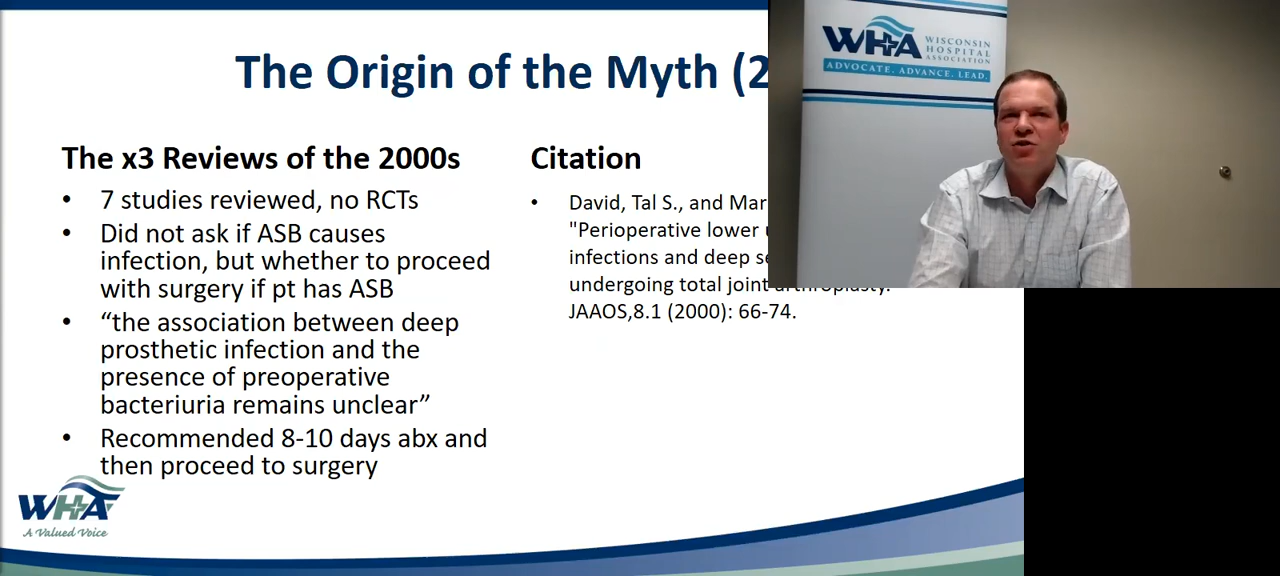 The Origin of the Myth (2
The x3 Reviews of the 2000s
• 7 studies reviewed, no RCTs
• Did not ask if ASB causes
infection, but whether to proceed
with surgery if pt has ASB
• “the association between deep
prosthetic infection and the
presence of preoperative
bacteriuria remains unclear”
• Recommended 8-10 days abx and
then proceed to surgery
Citation
• David, Tal S., and Mar
"Perioperative lower
infections and deep
undergoing total joint arthroplasty.
JAAOS,8.1 (2000): 66-74.
WHA
A Valued Voice
WHA
WISCONSIN
HOSPITAL
ASSOCIATION
ADVOCATE. ADVANCE. LEAD.